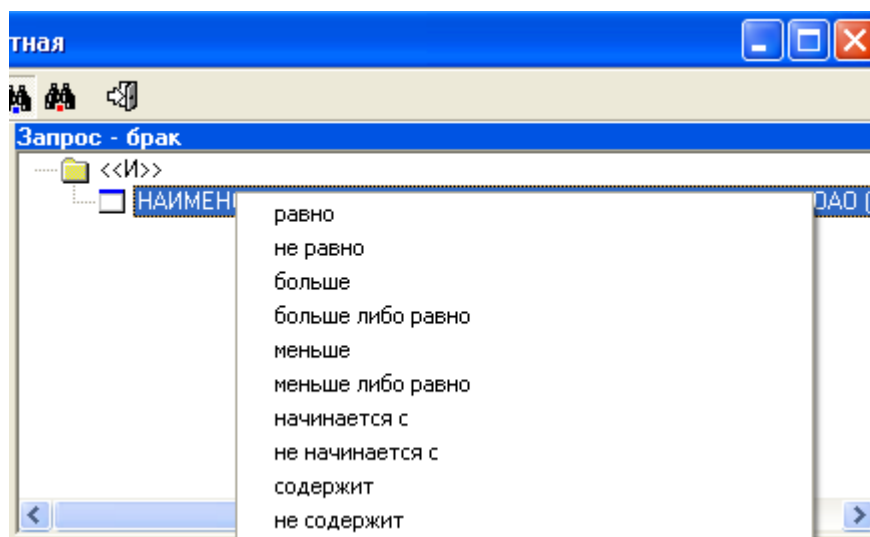 тная
Запрос - брак
<<И>>
НАИМЕН
ОАО (
равно
не равно
больше
больше либо равно
меньше
меньше либо равно
начинается с
не начинается с
содержит
не содержит